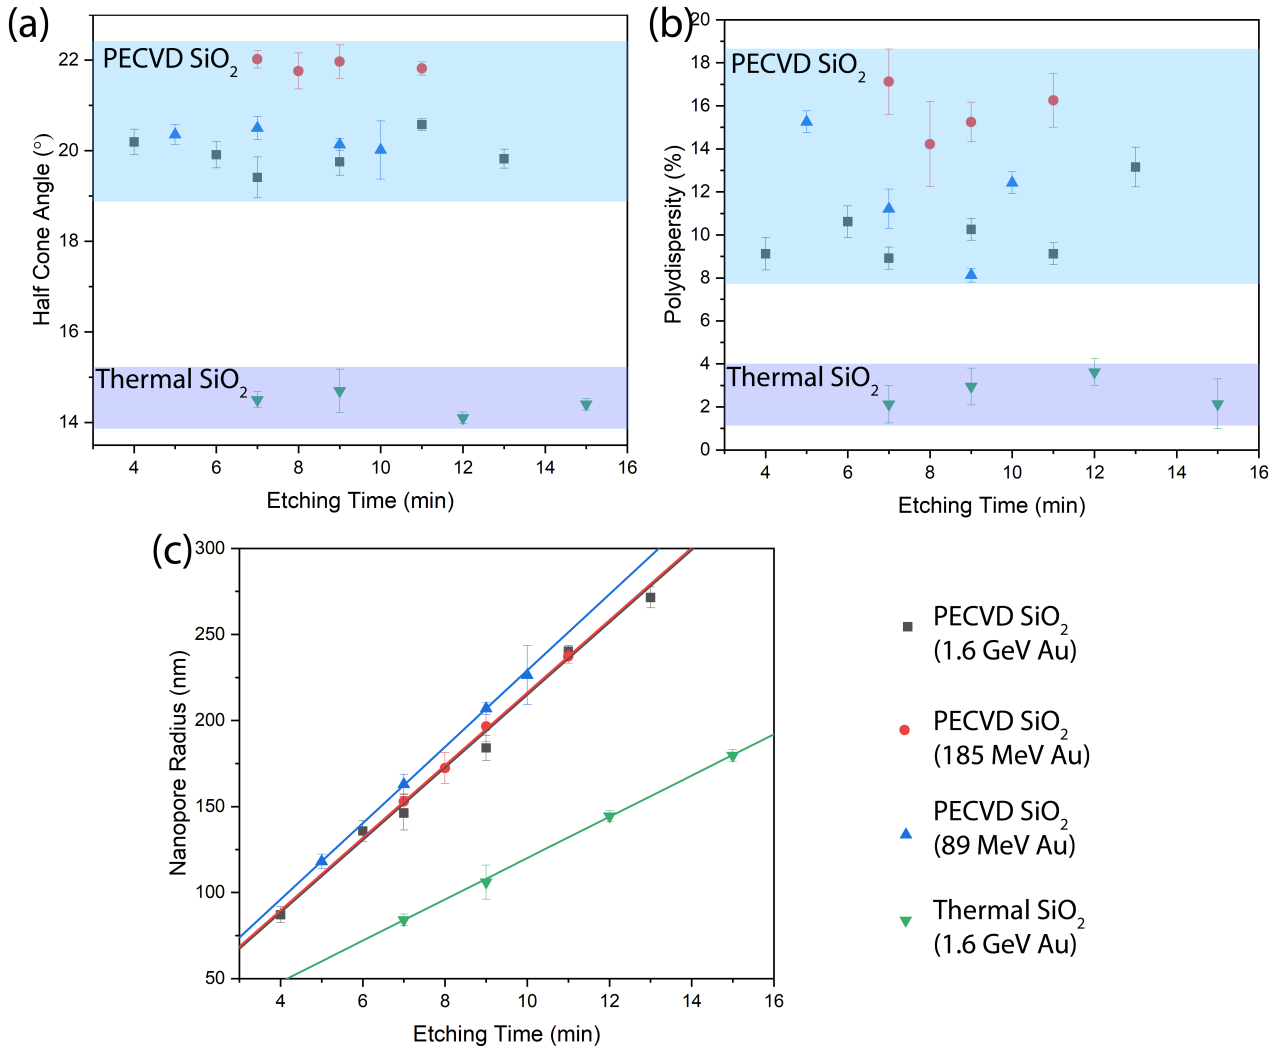 (a)
PECVD SiO2
Thermal SiO2
22
20
18
16
14
Half Cone Angle (°)
4 6 8 10 12 14 16
Etching Time (min)
(b)
PECVD SiO2
Thermal SiO2
20
18
16
14
12
10
8
6
4
2
0
Polydispersity (%)
4 6 8 10 12 14 16
Etching Time (min)
(c)
300
250
200
150
100
50
Nanopore Radius (nm)
4 6 8 10 12 14 16
Etching Time (min)
PECVD SiO2
(1.6 GeV Au)
PECVD SiO2
(185 MeV Au)
PECVD SiO2
(89 MeV Au)
Thermal SiO2
(1.6 GeV Au)